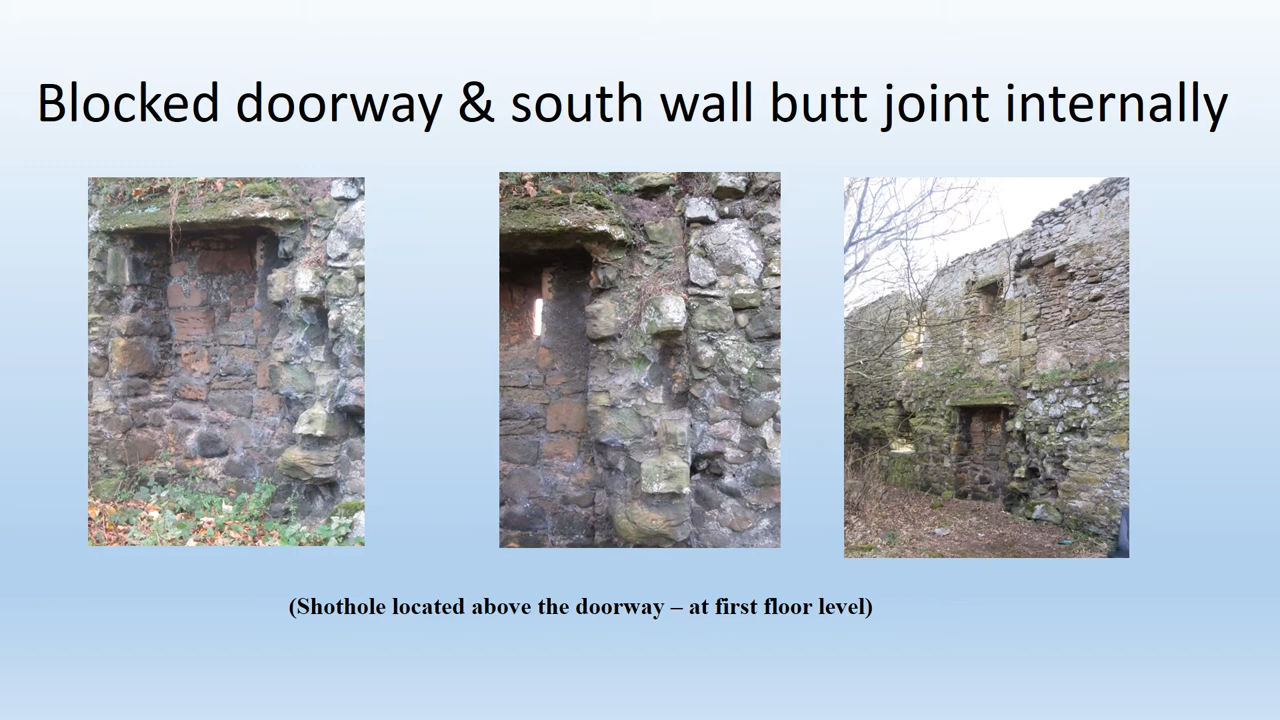 Blocked doorway & south wall butt joint internally
(Shothole located above the doorway – at first floor level)